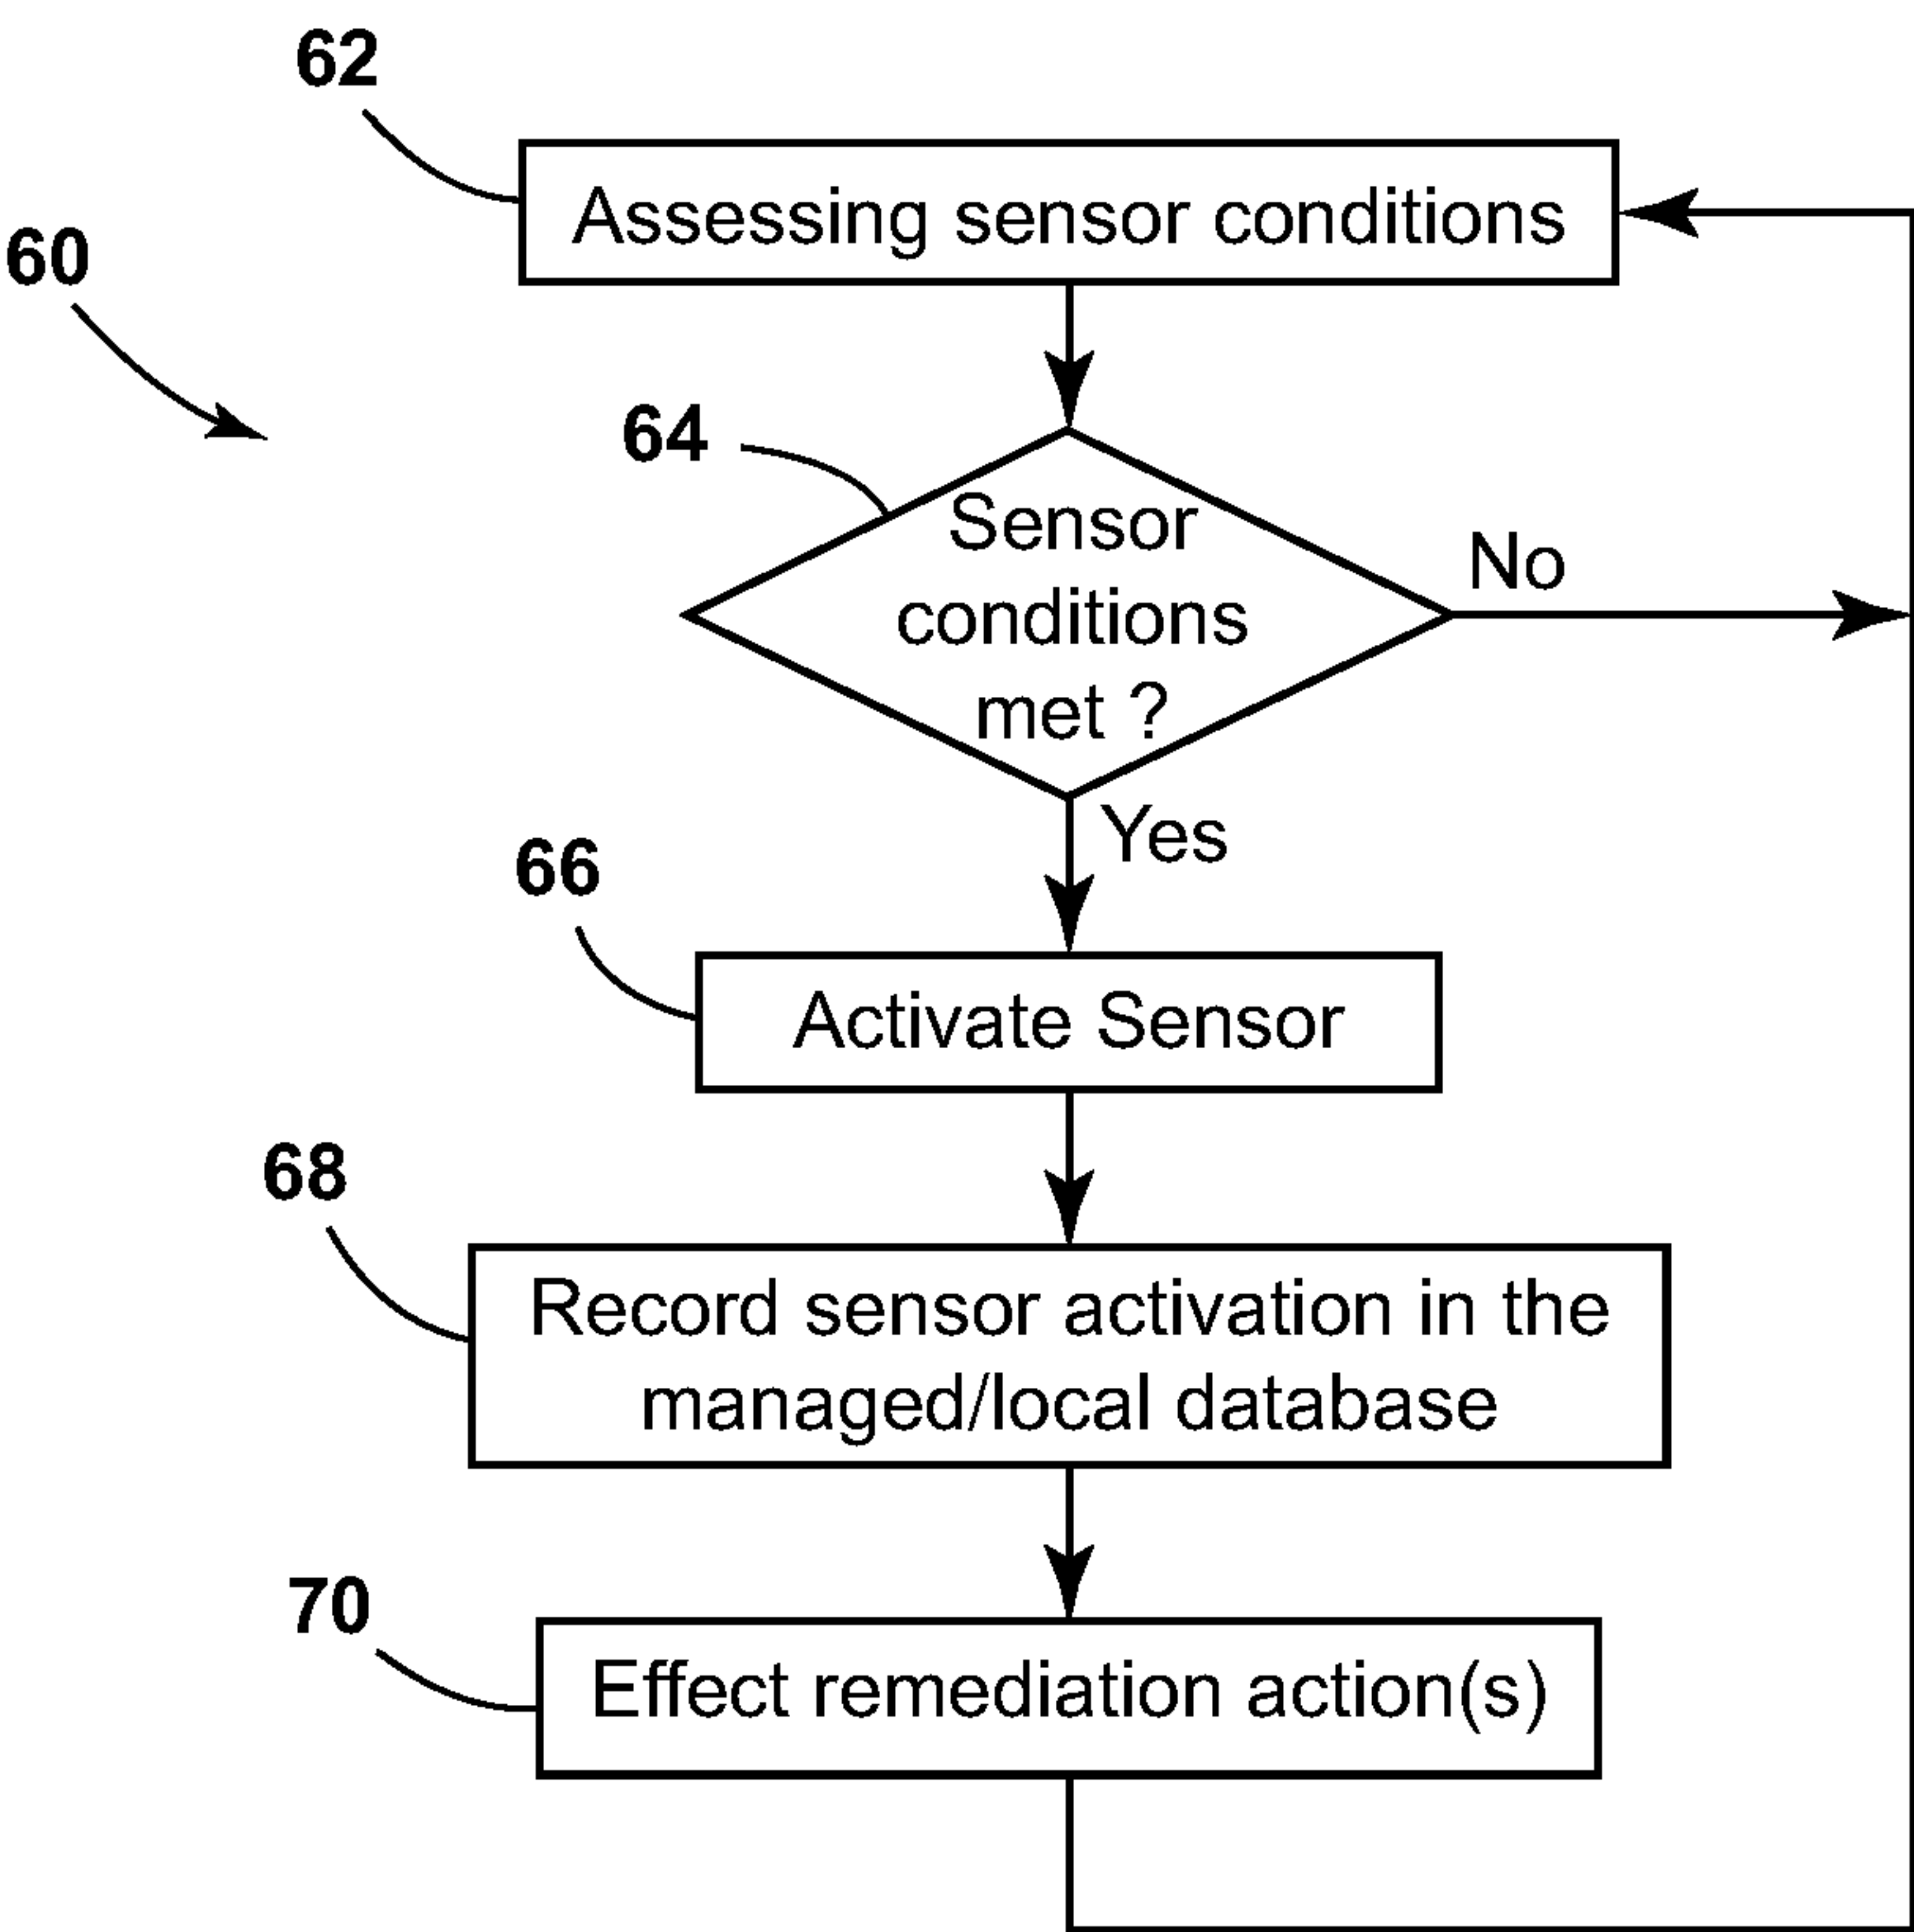 62
Assessing sensor conditions
60
64
Sensor
conditions
met ?
No
Yes
66
Activate Sensor
68
Record sensor activation in the
managed/local database
70
Effect remediation action(s)